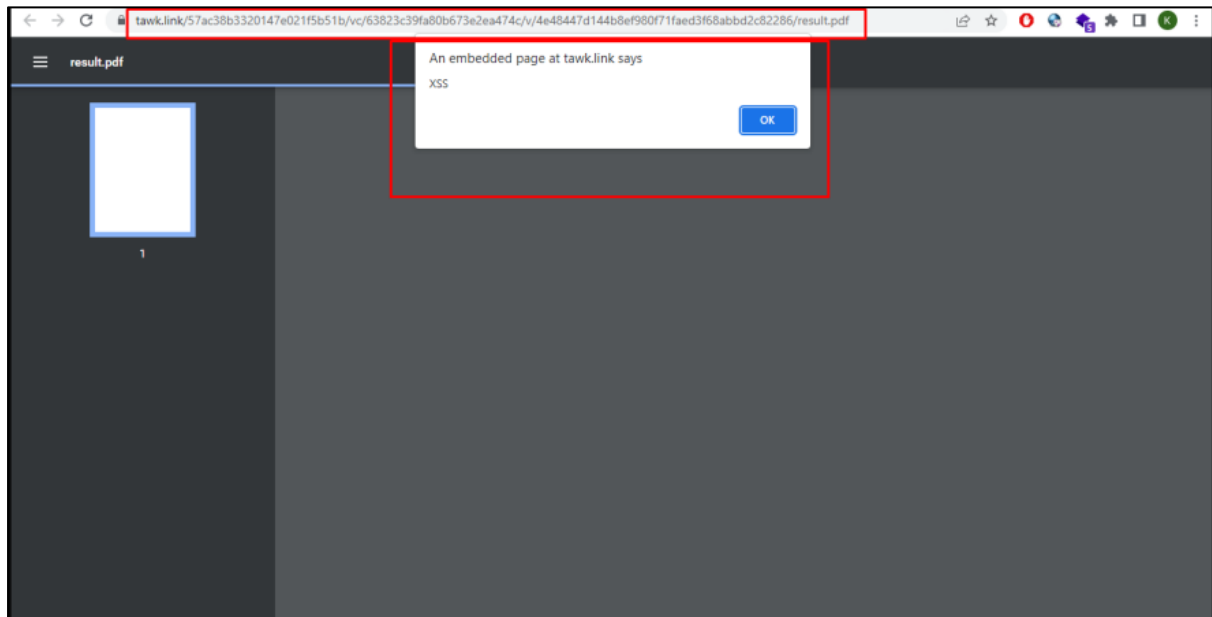 tawk.link/57ac38b3320147e021f5b51b/vc/63823c39fa80b673e2ea474c/v/4e48447d144b8ef980f71faed3f68abbd2c82286/result.pdf
S
K
result.pdf
An embedded page at tawk.link says
XSS
OK
1